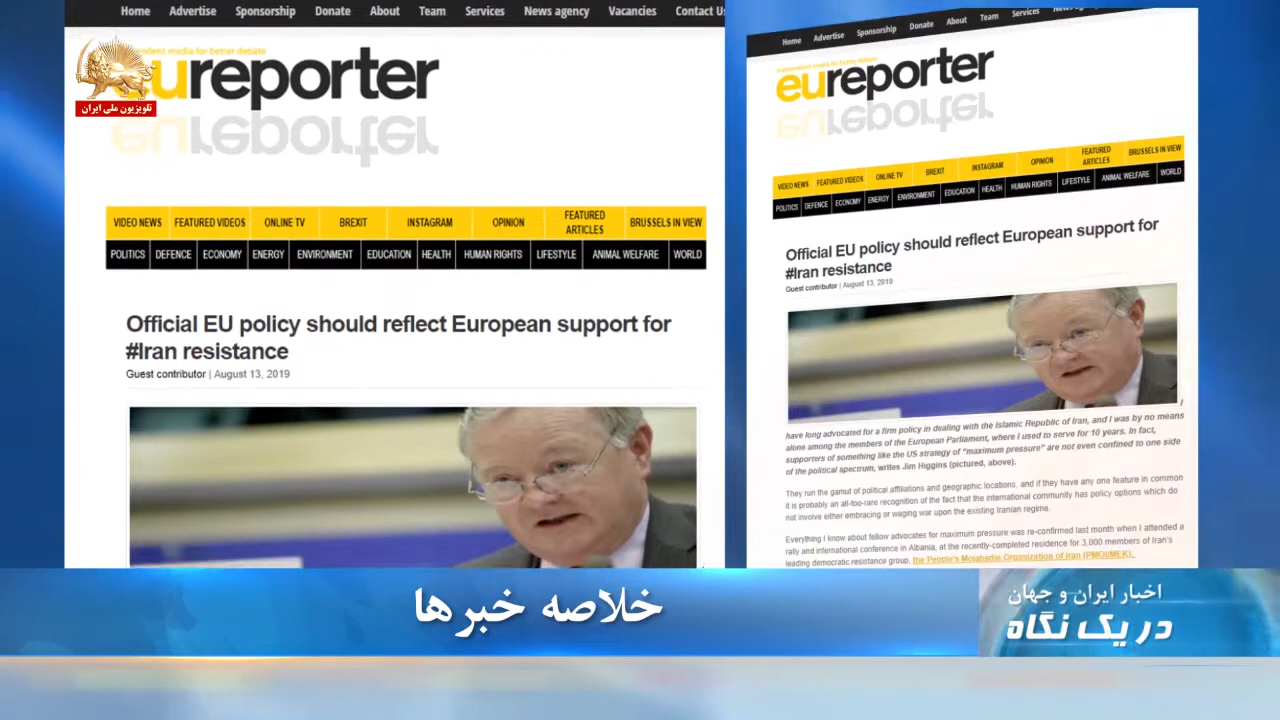 Home Advertise Sponsorship Donate About Team Services News agency Vacancies Contact Us
independent media for better debate
eureporter
تلویزیون ملی ایران
VIDEO NEWS FEATURED VIDEOS ONLINE TV BREXIT INSTAGRAM OPINION FEATURED ARTICLES BRUSSELS IN VIEW
POLITICS DEFENCE ECONOMY ENERGY ENVIRONMENT EDUCATION HEALTH HUMAN RIGHTS LIFESTYLE ANIMAL WELFARE WORLD
Official EU policy should reflect European support for
#Iran resistance
Guest contributor | August 13, 2019
Home Advertise Sponsorship Donate About Team Services
independent media for better debate
eureporter
VIDEO NEWS FEATURED VIDEOS ONLINE TV BREXIT INSTAGRAM OPINION FEATURED ARTICLES BRUSSELS IN VIEW
POLITICS DEFENCE ECONOMY ENERGY ENVIRONMENT EDUCATION HEALTH HUMAN RIGHTS LIFESTYLE ANIMAL WELFARE WORLD
Official EU policy should reflect European support for
#Iran resistance
Guest contributor | August 13, 2019
I
have long advocated for a firm policy in dealing with the Islamic Republic of Iran, and I was by no means
alone among the members of the European Parliament, where I used to serve for 10 years. In fact,
supporters of something like the US strategy of “maximum pressure” are not even confined to one side
of the political spectrum, writes Jim Higgins (pictured, above).
They run the gamut of political affiliations and geographic locations, and if they have any one feature in common
it is probably an all-too-rare recognition of the fact that the international community has policy options which do
not involve either embracing or waging war upon the existing Iranian regime.
Everything I know about fellow advocates for maximum pressure was re-confirmed last month when I attended a
rally and international conference in Albania, at the recently-completed residence for 3,000 members of Iran's
leading democratic resistance group, the People's Mojahedin Organization of Iran (PMOI/MEK).
خلاصه خبرها
اخبار ایران و جهان
در یک نگاه